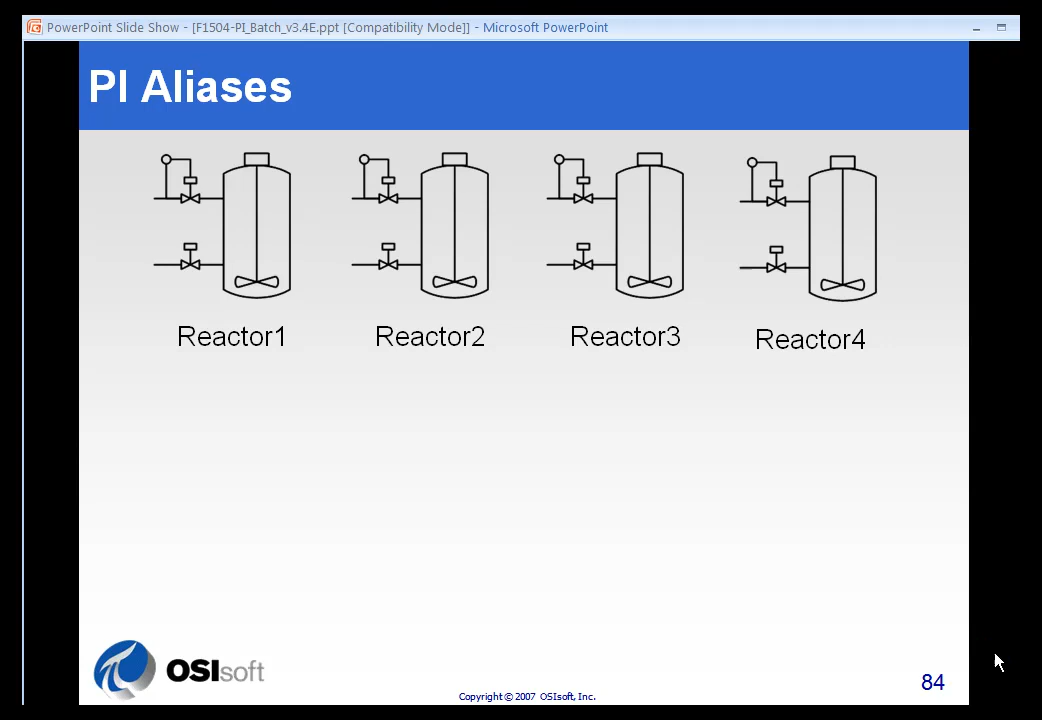 PowerPoint Slide Show - [F1504-PI_Batch_v3.4E.ppt [Compatibility Mode]] - Microsoft PowerPoint
PI Aliases
Reactor1 Reactor2 Reactor3 Reactor4
OSIsoft
Copyright © 2007 OSIsoft, Inc.
84